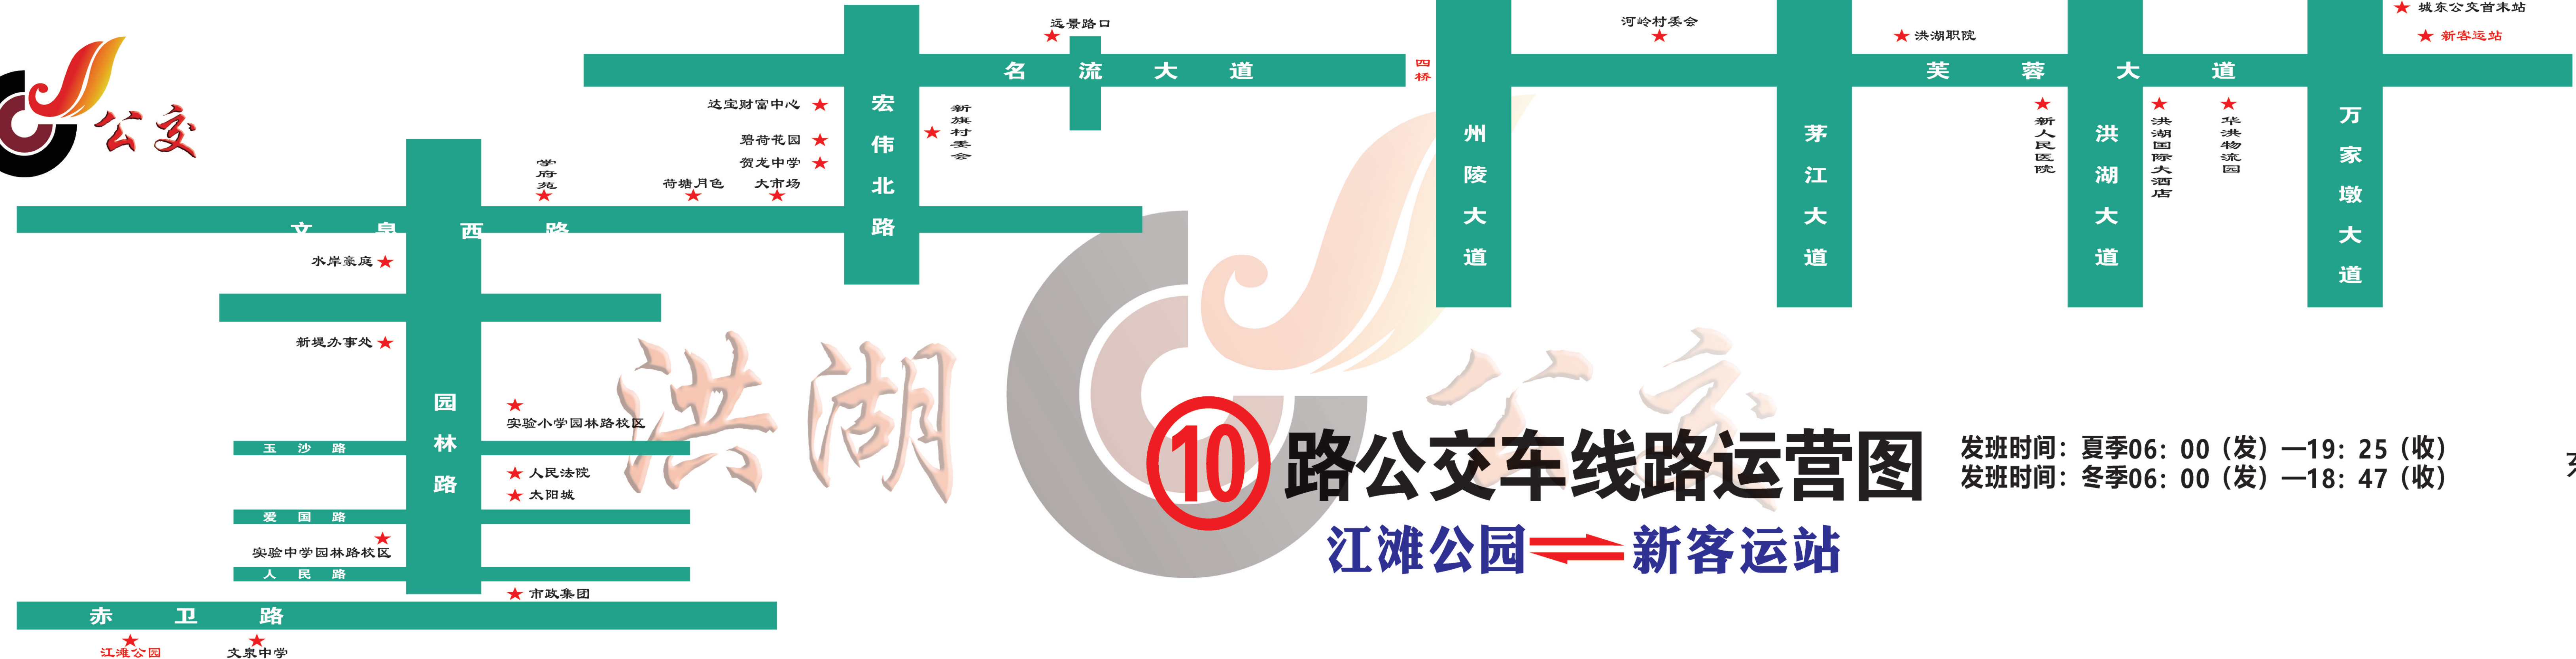 公交
远景路口
河岭村委会
城东公交首末站
洪湖职院
新客运站
名流大道
四桥
芙蓉大道
达宝财富中心
宏伟北路
新旗村委会
碧荷花园
贺龙中学
荷塘月色
大市场
学府苑
州陵大道
茅江大道
新人民医院
洪湖大道
洪湖国际大酒店
华洪物流园
万家墩大道
文泉西路
水岸豪庭
新堤办事处
园林路
实验小学园林路校区
玉沙路
人民法院
太阳城
爱国路
实验中学园林路校区
人民路
市政集团
赤卫路
江滩公园
文泉中学
洪湖公交
10路公交车线路运营图
江滩公园
新客运站
发班时间：夏季06：00（发）—19：25（收）
发班时间：冬季06：00（发）—18：47（收）